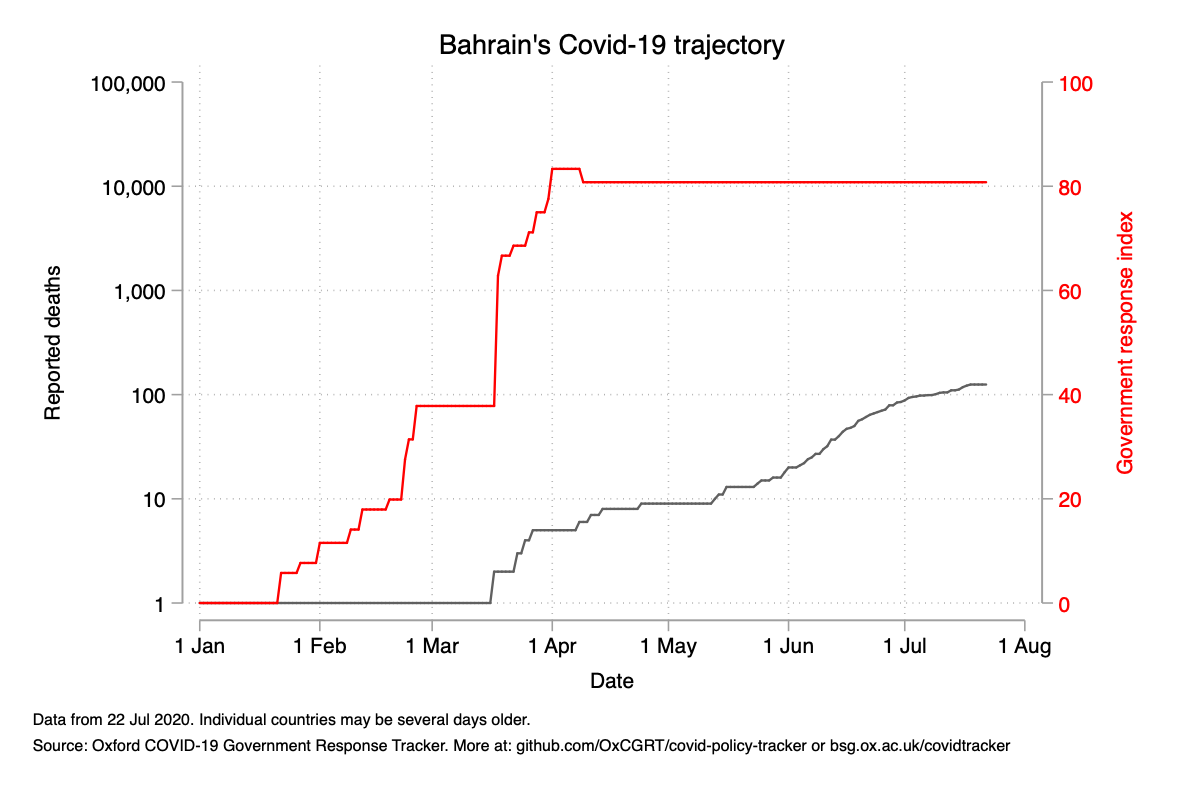 Bahrain's Covid-19 trajectory
100,000
10,000
1,000
100
10
1
Reported deaths
100
80
60
40
20
0
Government response index
1 Jan
1 Feb
1 Mar
1 Apr
1 May
1 Jun
1 Jul
1 Aug
Date
Data from 22 Jul 2020. Individual countries may be several days older.
Source: Oxford COVID-19 Government Response Tracker. More at: github.com/OxCGRT/covid-policy-tracker or bsg.ox.ac.uk/covidtracker